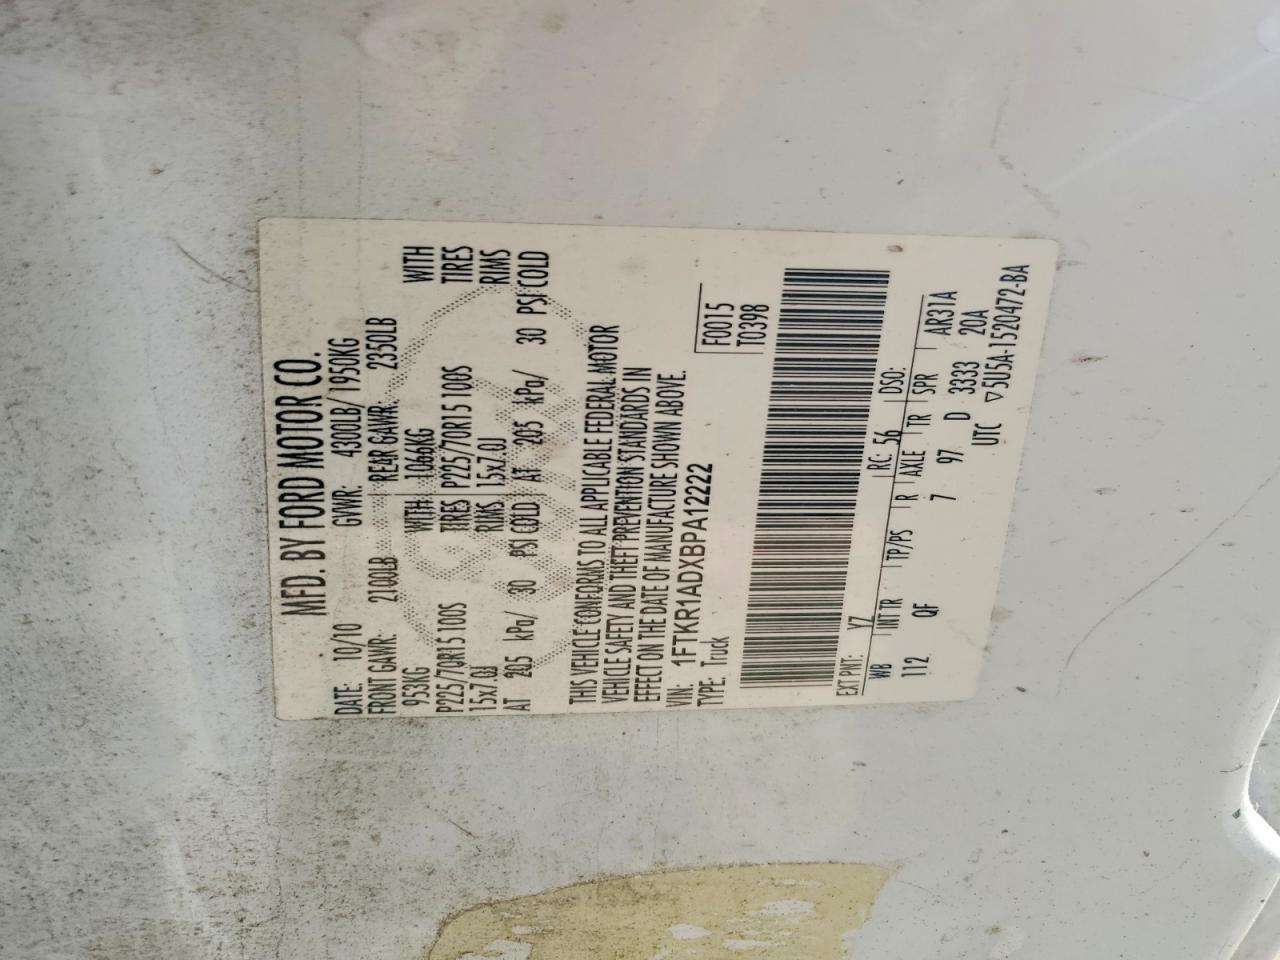 MFD. BY FORD MOTOR CO.
DATE: 10/10 GVWR: 4300LB/1950KG
FRONT GAWR: 2100LB REAR GAWR: 2350LB
953KG WITH 1066KG WITH
P225/70R15 100S TIRES P225/70R15 100S TIRES
15x7.0J RIMS 15x7.0J RIMS
AT 205 kPa/ 30 PSI COLD AT 205 kPa/ 30 PSI COLD
THIS VEHICLE CONFORMS TO ALL APPLICABLE FEDERAL MOTOR
VEHICLE SAFETY AND THEFT PREVENTION STANDARDS IN
EFFECT ON THE DATE OF MANUFACTURE SHOWN ABOVE.
VIN: 1FTKR1ADXBPA12222 F0015
TYPE: Truck T0398
EXT PNT: YZ RC: 56 DSO:
WB INT TR TP/PS R AXLE TR SPR AR31A
112 QF 7 97 D 3333 20A
UTC ▽5U5A-1520472-BA